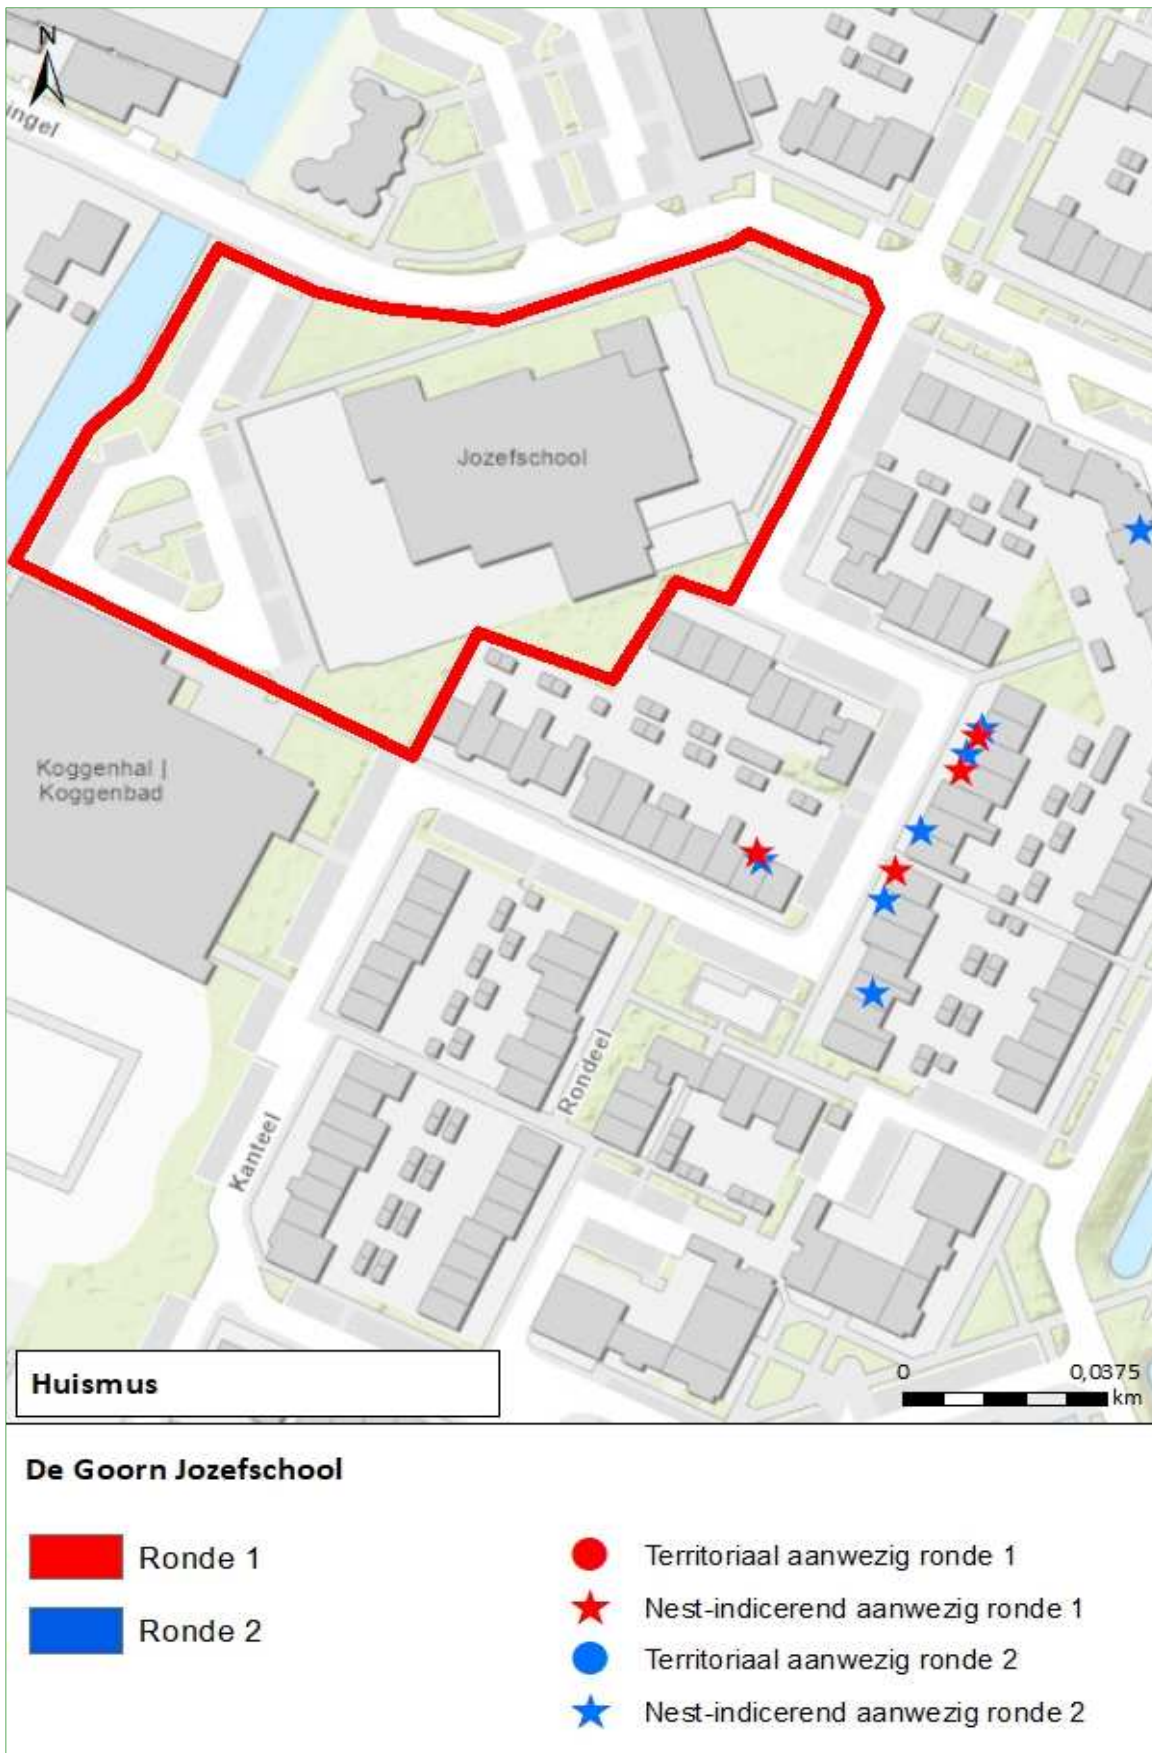 N
ingel
Jozefschool
Koggenhal |
Koggenbad
Rondeel
Kanteel
Huismus
0 0,0375
km
De Goorn Jozefschool
Ronde 1
Ronde 2
Territoriaal aanwezig ronde 1
Nest-indicerend aanwezig ronde 1
Territoriaal aanwezig ronde 2
Nest-indicerend aanwezig ronde 2